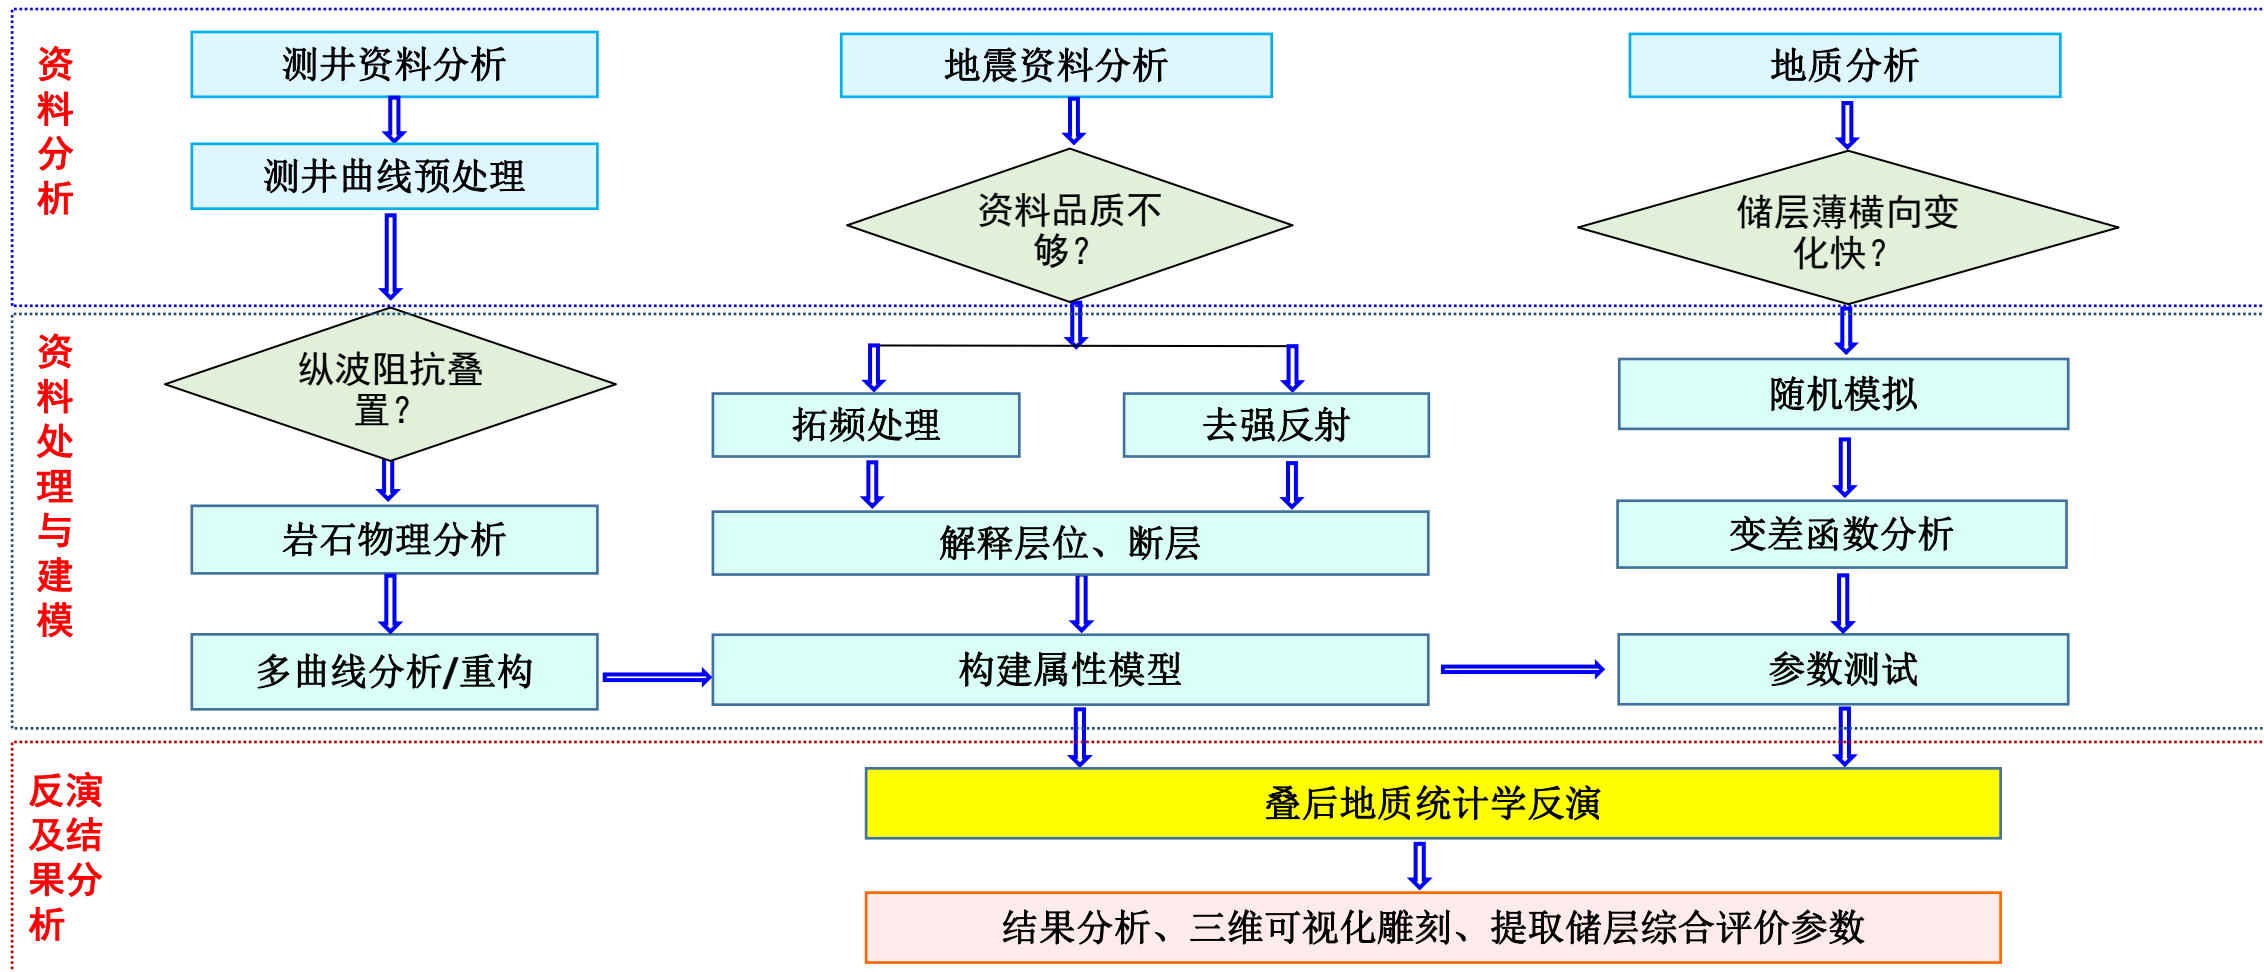 资
料
分
析
测井资料分析
地震资料分析
地质分析
测井曲线预处理
资料品质不
够?
储层薄横向变
化快?
资
料
处
理
与
建
模
纵波阻抗叠
置?
拓频处理
去强反射
随机模拟
岩石物理分析
解释层位、断层
变差函数分析
多曲线分析/重构
构建属性模型
参数测试
反演
及结
果分
析
叠后地质统计学反演
结果分析、三维可视化雕刻、提取储层综合评价参数